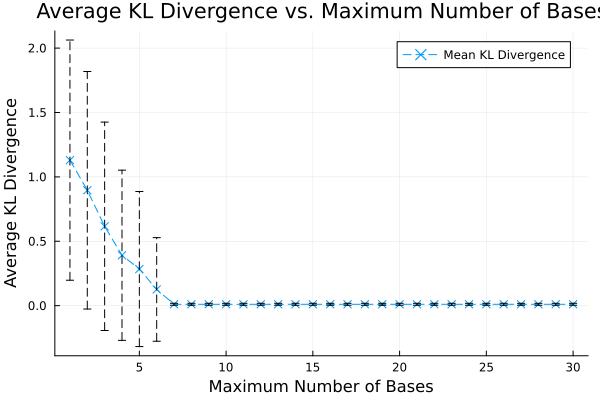 Average KL Divergence vs. Maximum Number of Bases
Mean KL Divergence
Average KL Divergence
2.0
1.5
1.0
0.5
0.0
5 10 15 20 25 30
Maximum Number of Bases